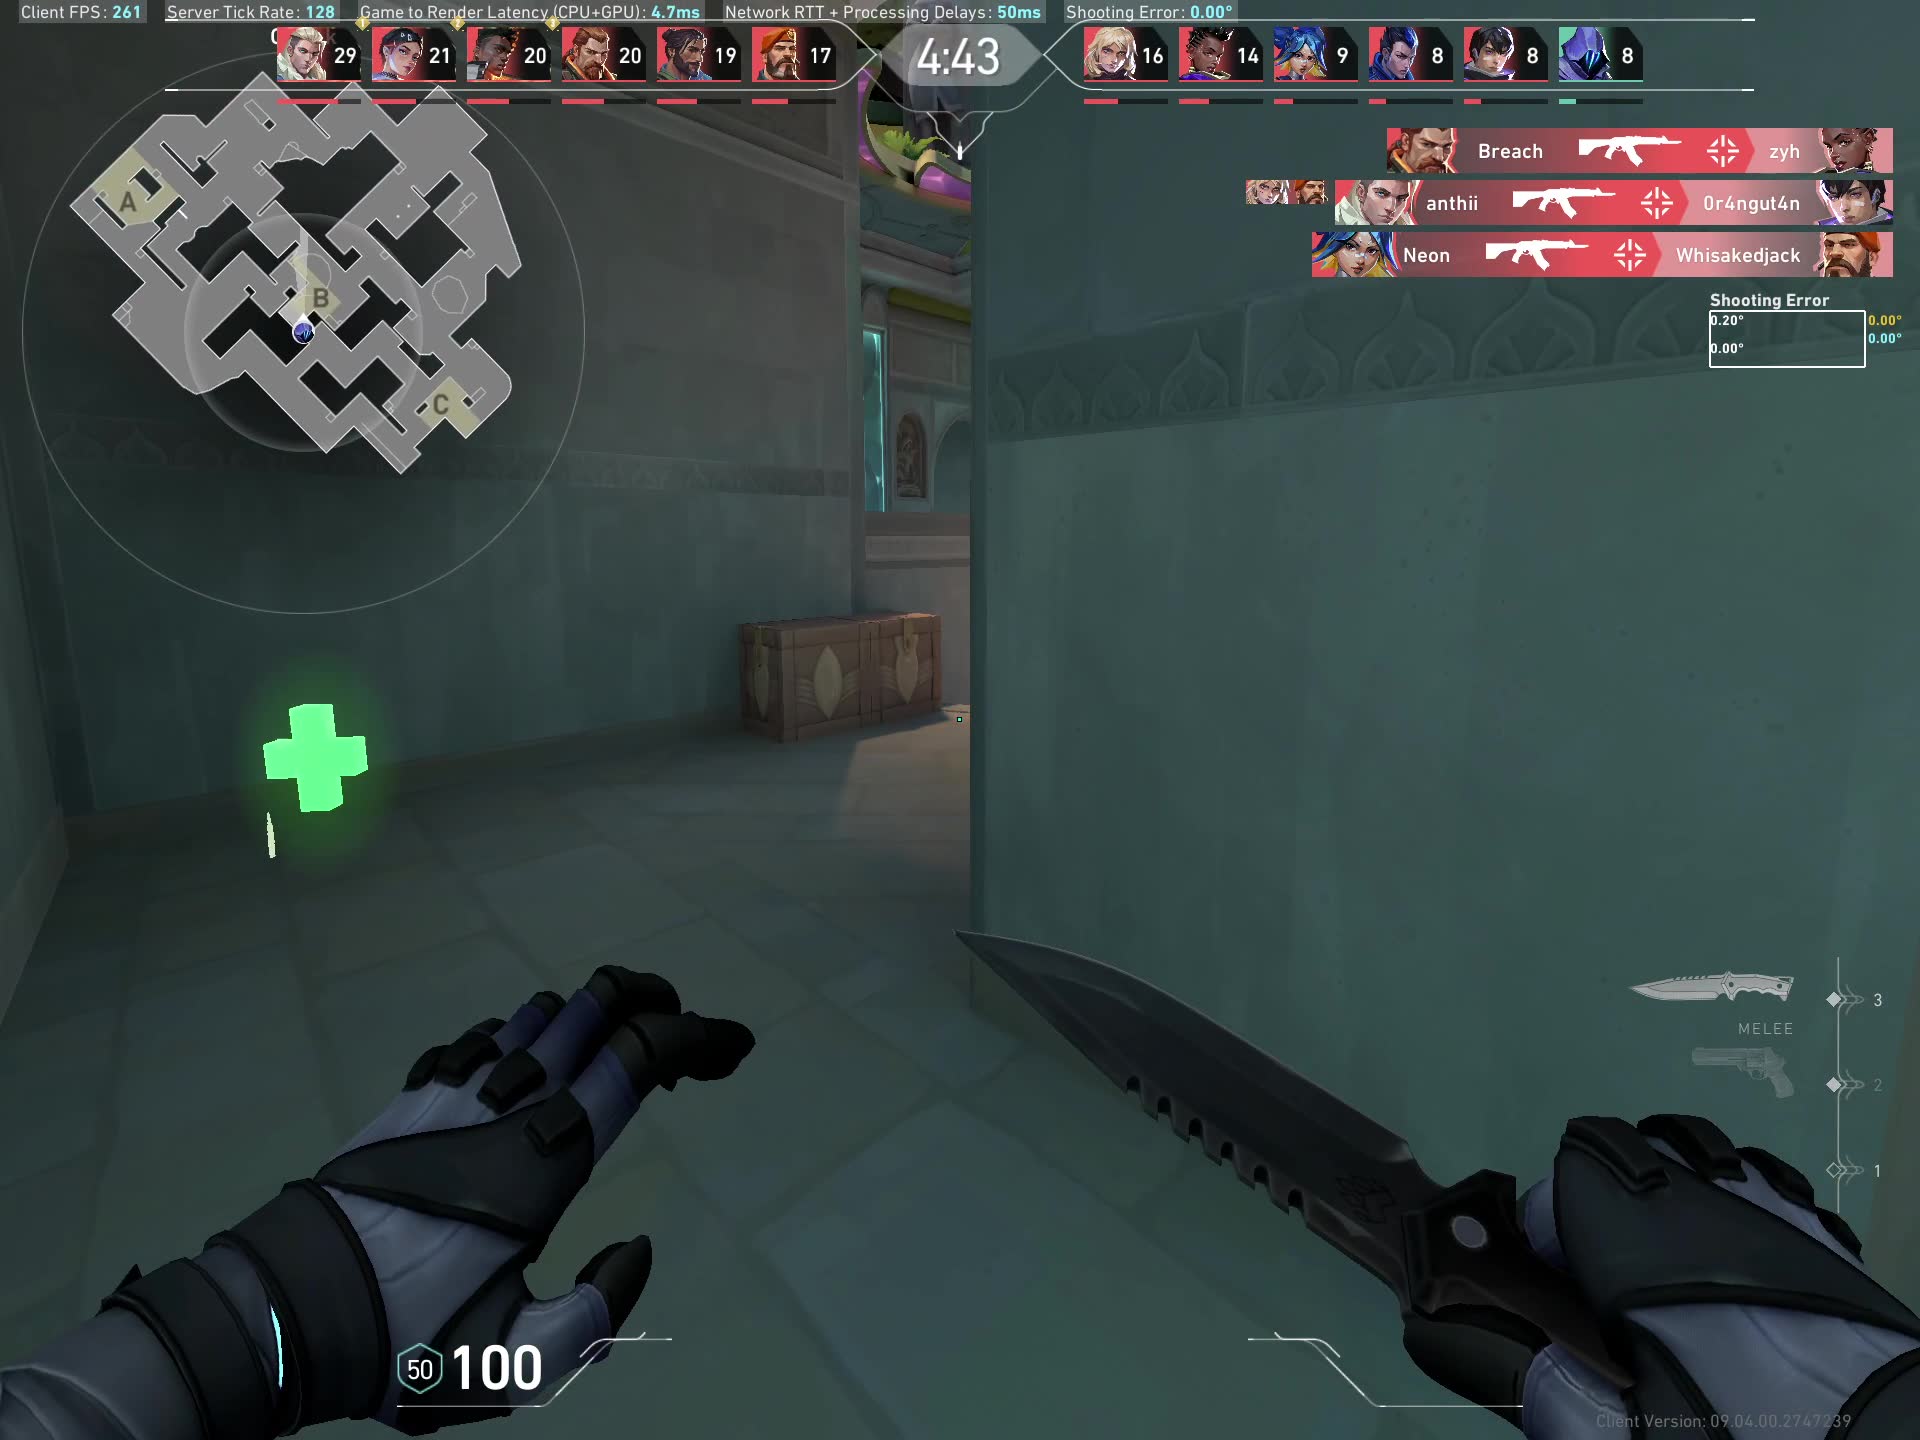 Client FPS: 261 Server Tick Rate: 128 Game to Render Latency (CPU+GPU): 4.7ms Network RTT + Processing Delays: 50ms Shooting Error: 0.00°
29 21 20 20 19 17 4:43 16 14 9 8 8 8
Breach zyh
anthii 0r4ngut4n
Neon Whisakedjack
A
B
C
Shooting Error
0.20° 0.00°
0.00°
0.00°
3
MELEE
2
1
50 100
Client Version: 09.04.00.2747239